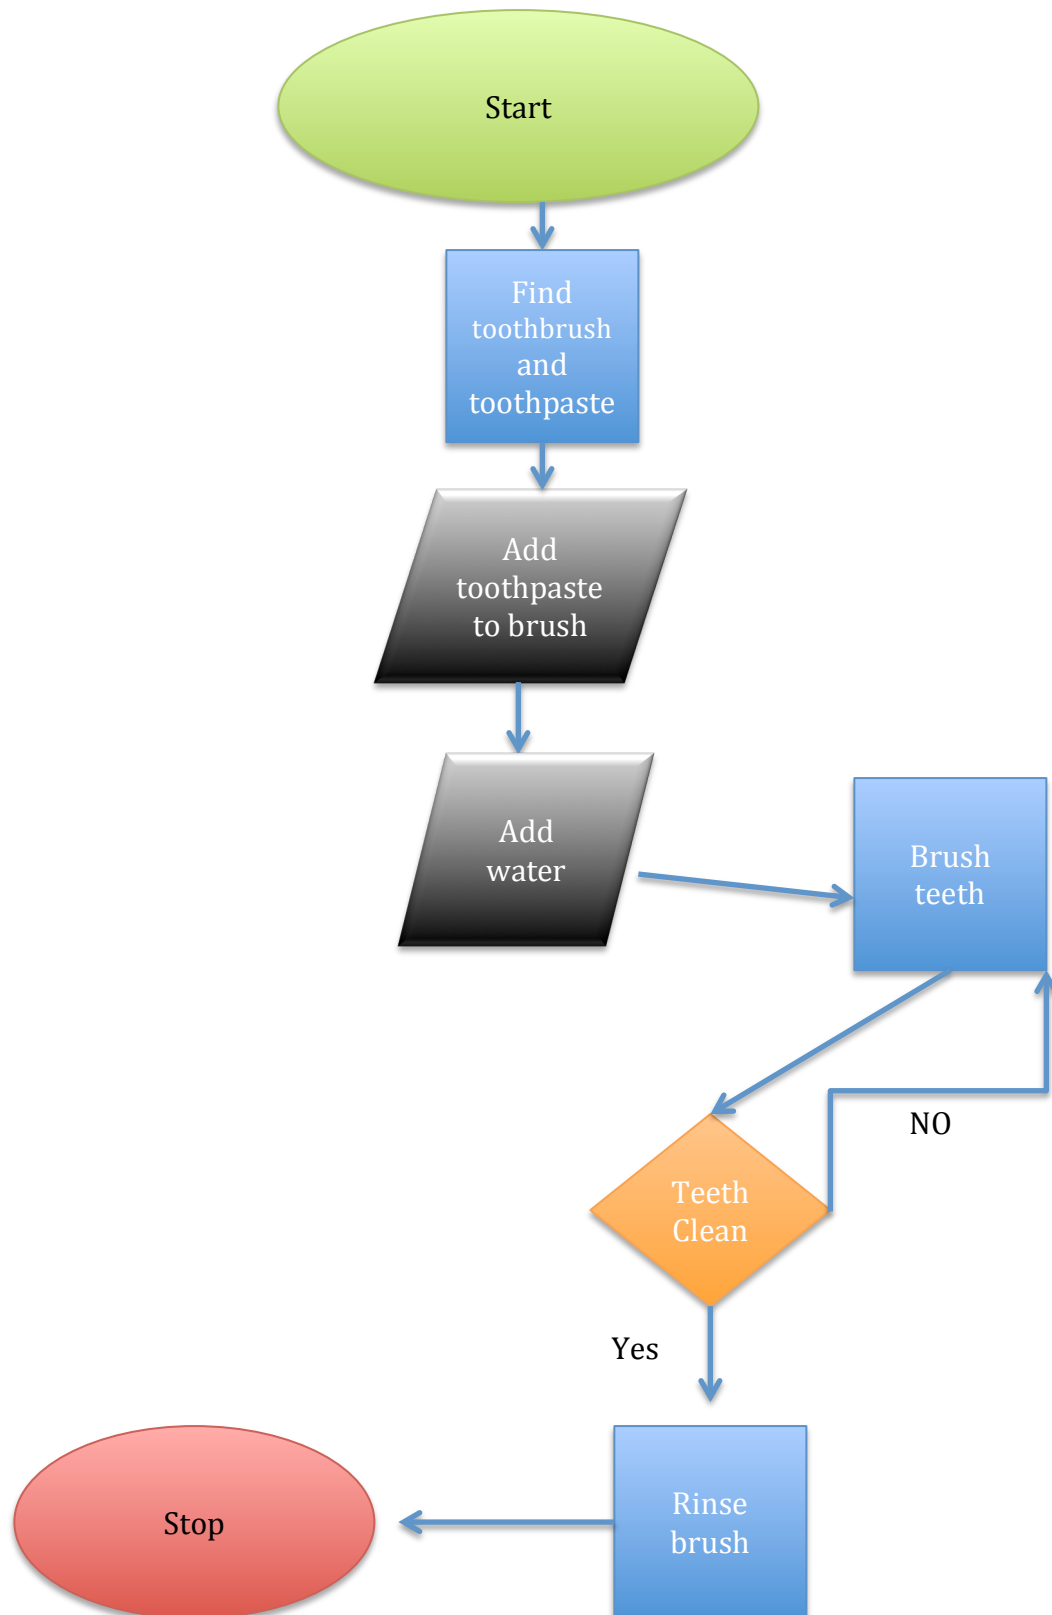 Start
Find
toothbrush
and
toothpaste
Add
toothpaste
to brush
Add
water
Brush
teeth
NO
Teeth
Clean
Yes
Rinse
brush
Stop